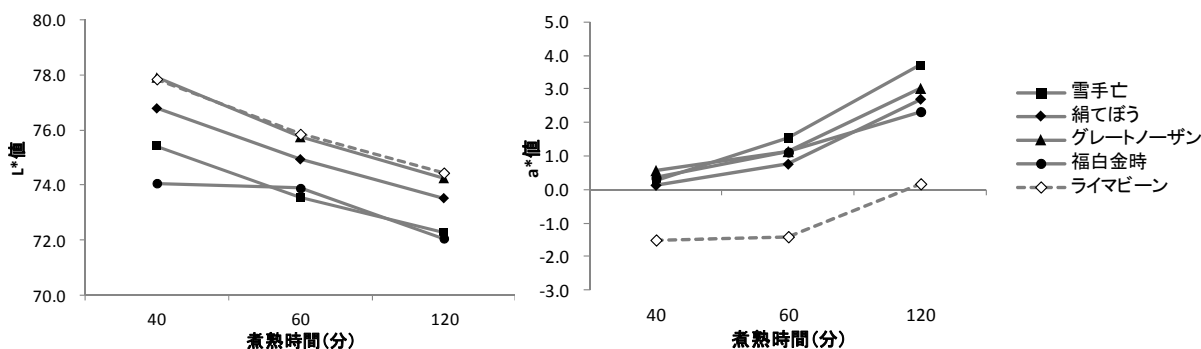 80.0
78.0
76.0
74.0
72.0
70.0
L*値
40
60
120
煮熟時間(分)
5.0
4.0
3.0
2.0
1.0
0.0
-1.0
-2.0
-3.0
a*値
40
60
120
煮熟時間(分)
雪手亡
絹てぼう
グレートノーザン
福白金時
ライマビーン